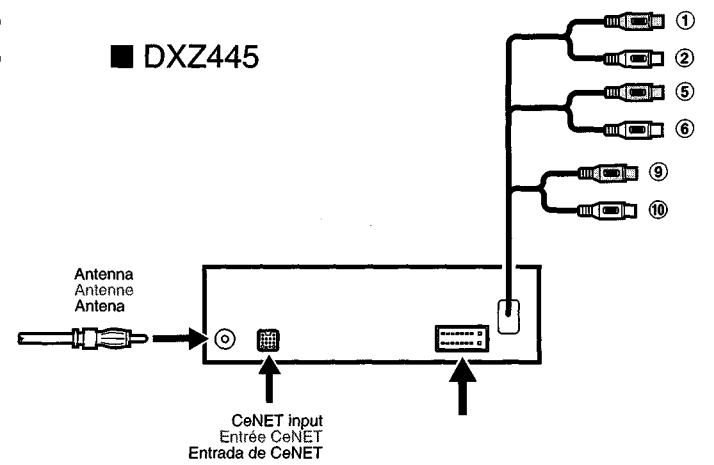 ■ DXZ445
①
②
⑤
⑥
⑨
⑩
Antenna
Antenne
Antena
CeNET input
Entrée CeNET
Entrada de CeNET